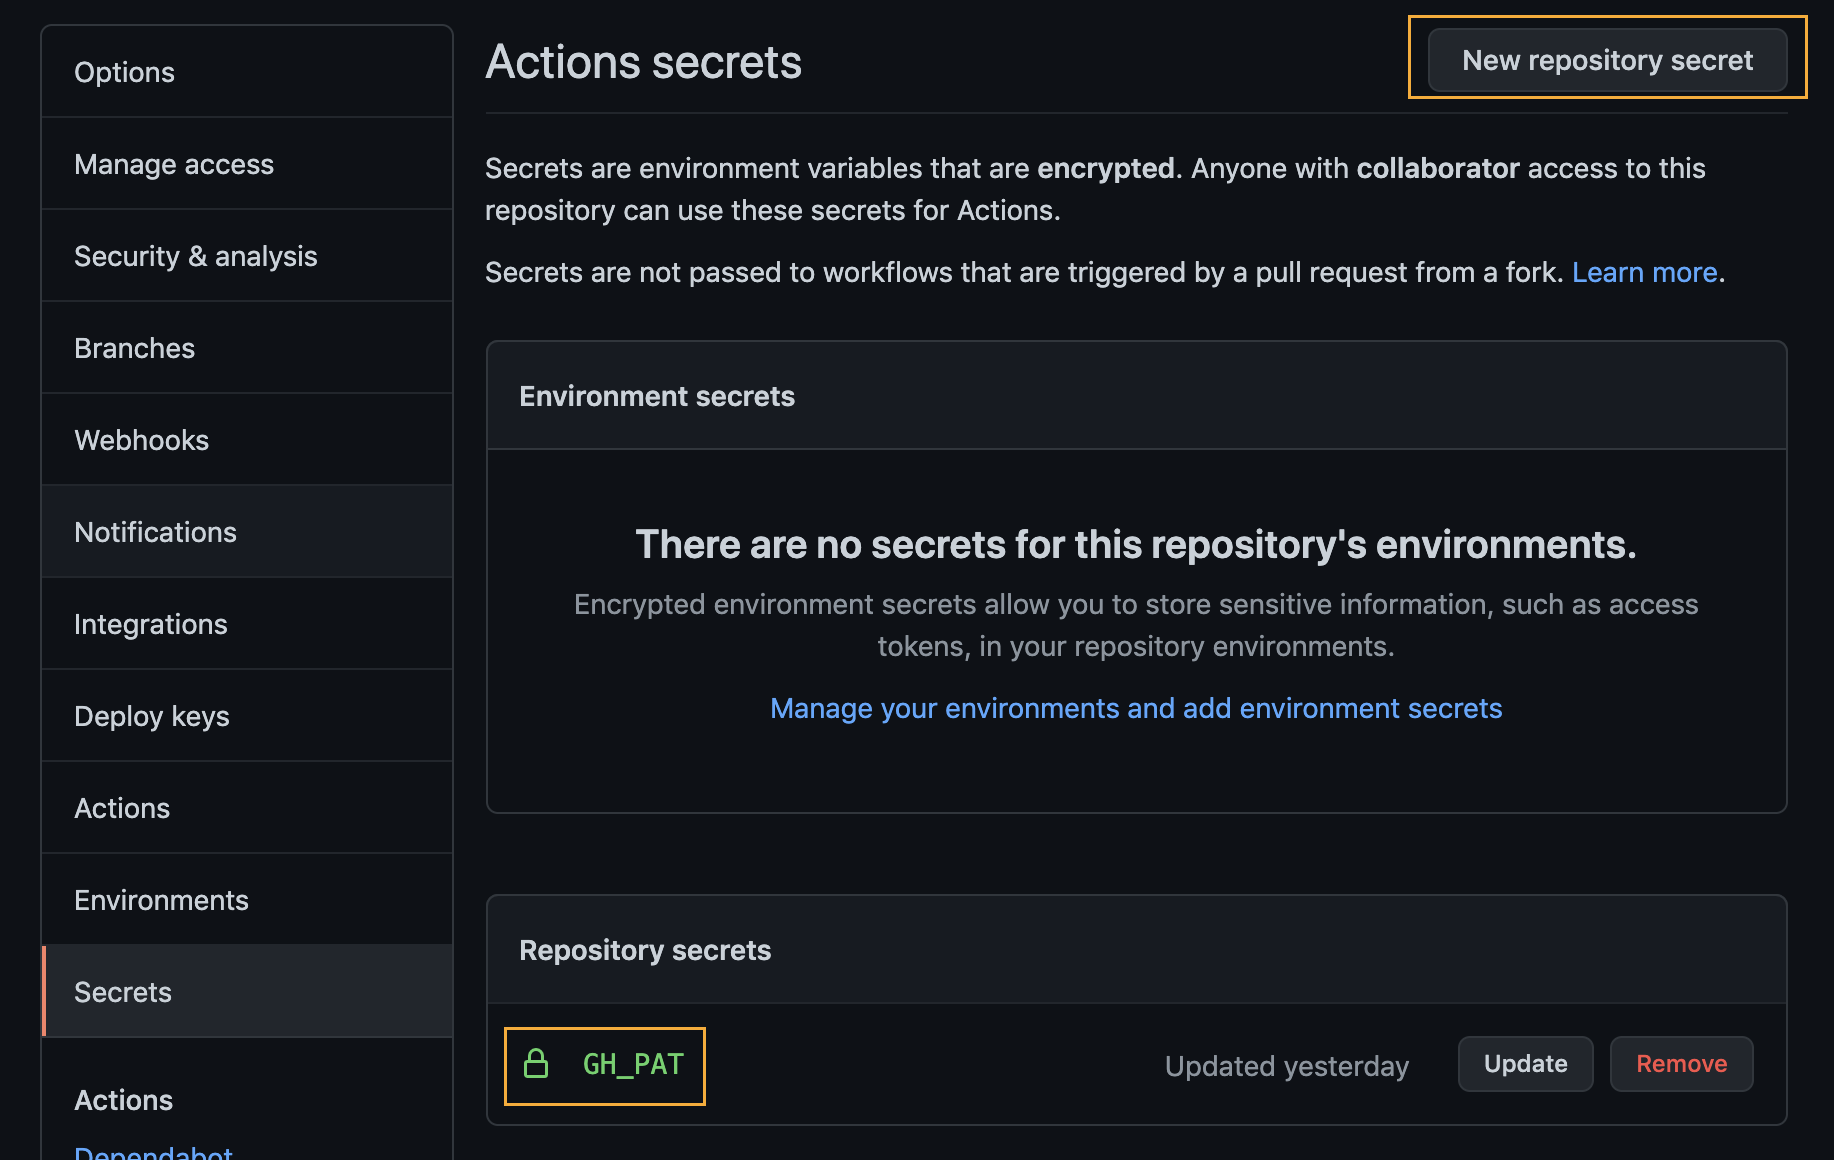 Options
Manage access
Security & analysis
Branches
Webhooks
Notifications
Integrations
Deploy keys
Actions
Environments
Secrets
Actions
Dependabot
Actions secrets
New repository secret
Secrets are environment variables that are encrypted. Anyone with collaborator access to this
repository can use these secrets for Actions.
Secrets are not passed to workflows that are triggered by a pull request from a fork. Learn more.
Environment secrets
There are no secrets for this repository's environments.
Encrypted environment secrets allow you to store sensitive information, such as access
tokens, in your repository environments.
Manage your environments and add environment secrets
Repository secrets
GH_PAT
Updated yesterday
Update
Remove